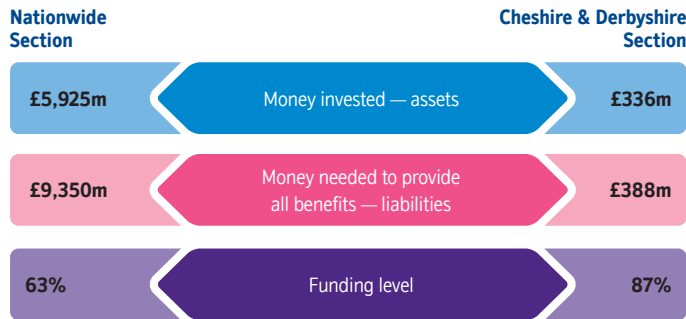 Nationwide
Section
Cheshire & Derbyshire
Section
£5,925m
Money invested — assets
£336m
£9,350m
Money needed to provide
all benefits — liabilities
£388m
63%
Funding level
87%